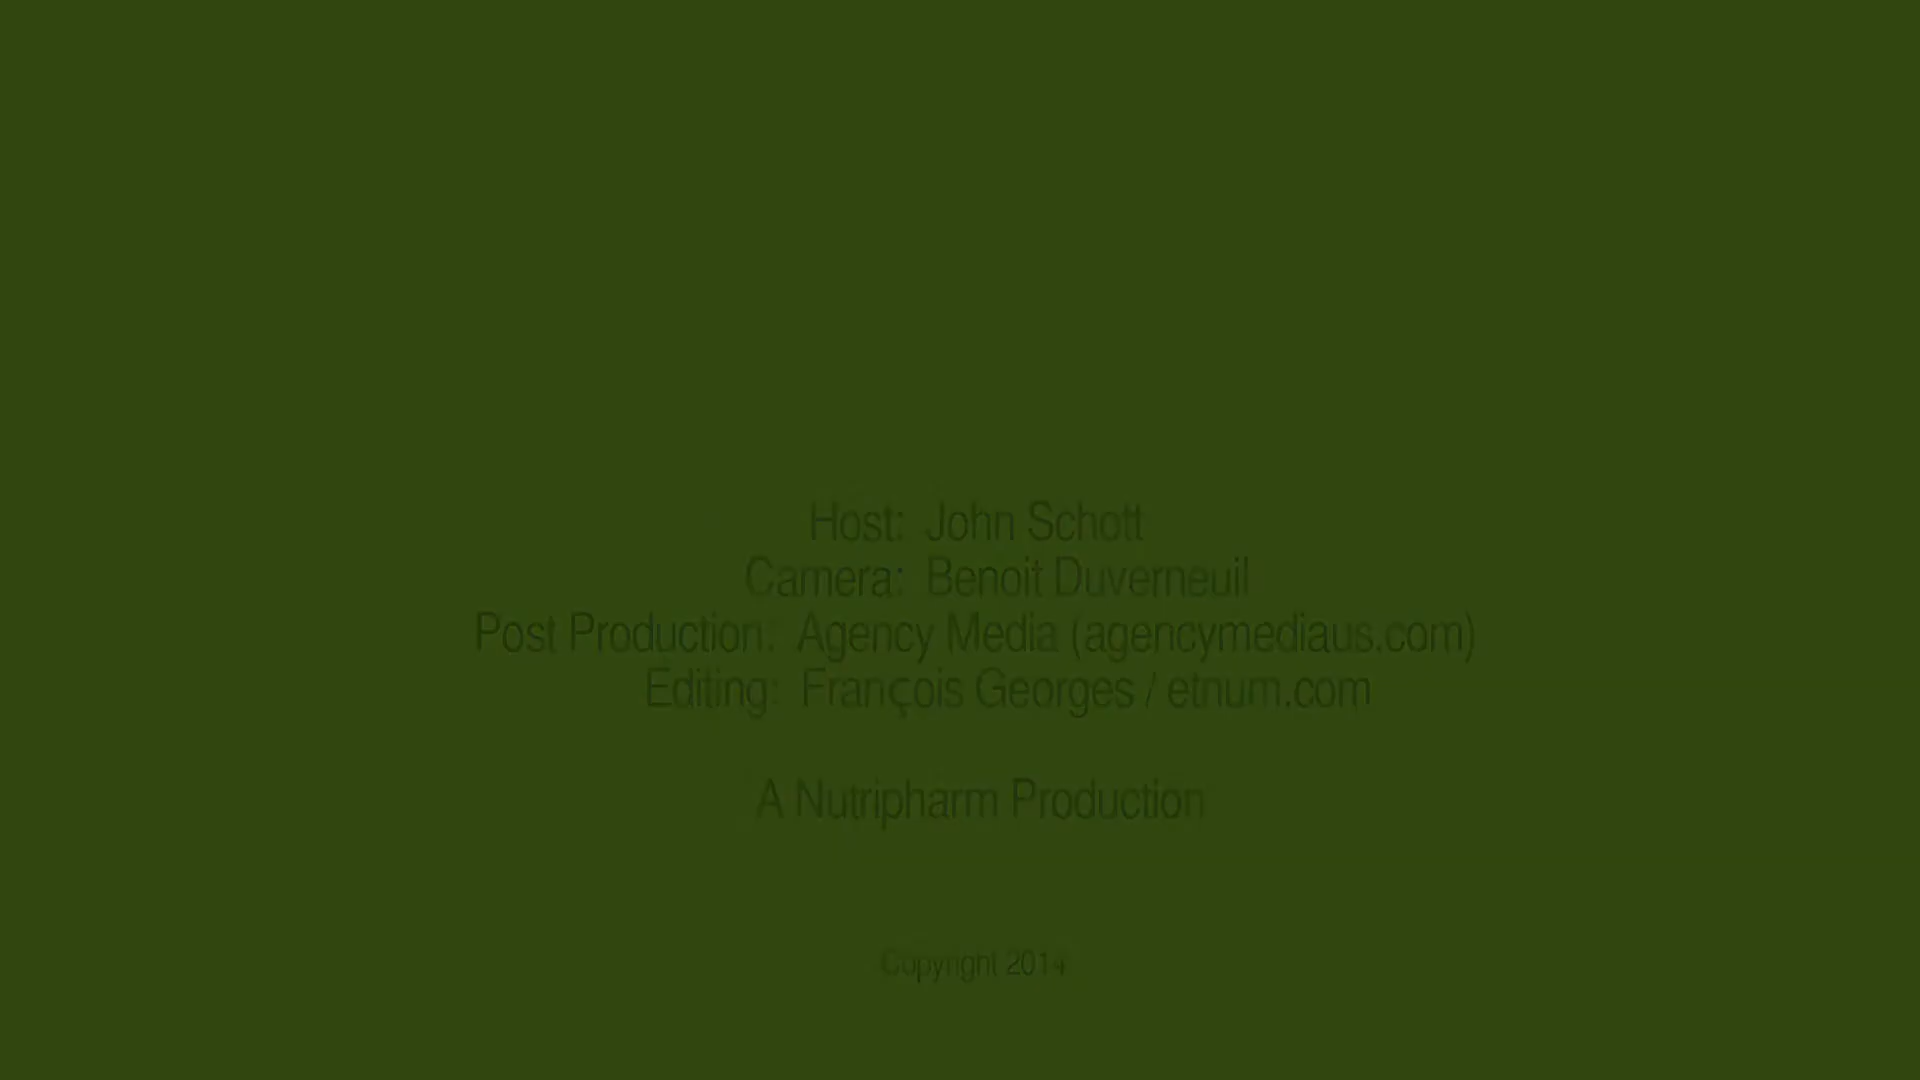 Host: John Schott
Camera: Benoit Duverneuil
Post Production: Agency Media (agencymediaus.com)
Editing: François Georges / etnum.com
A Nutripharm Production
Copyright 2014